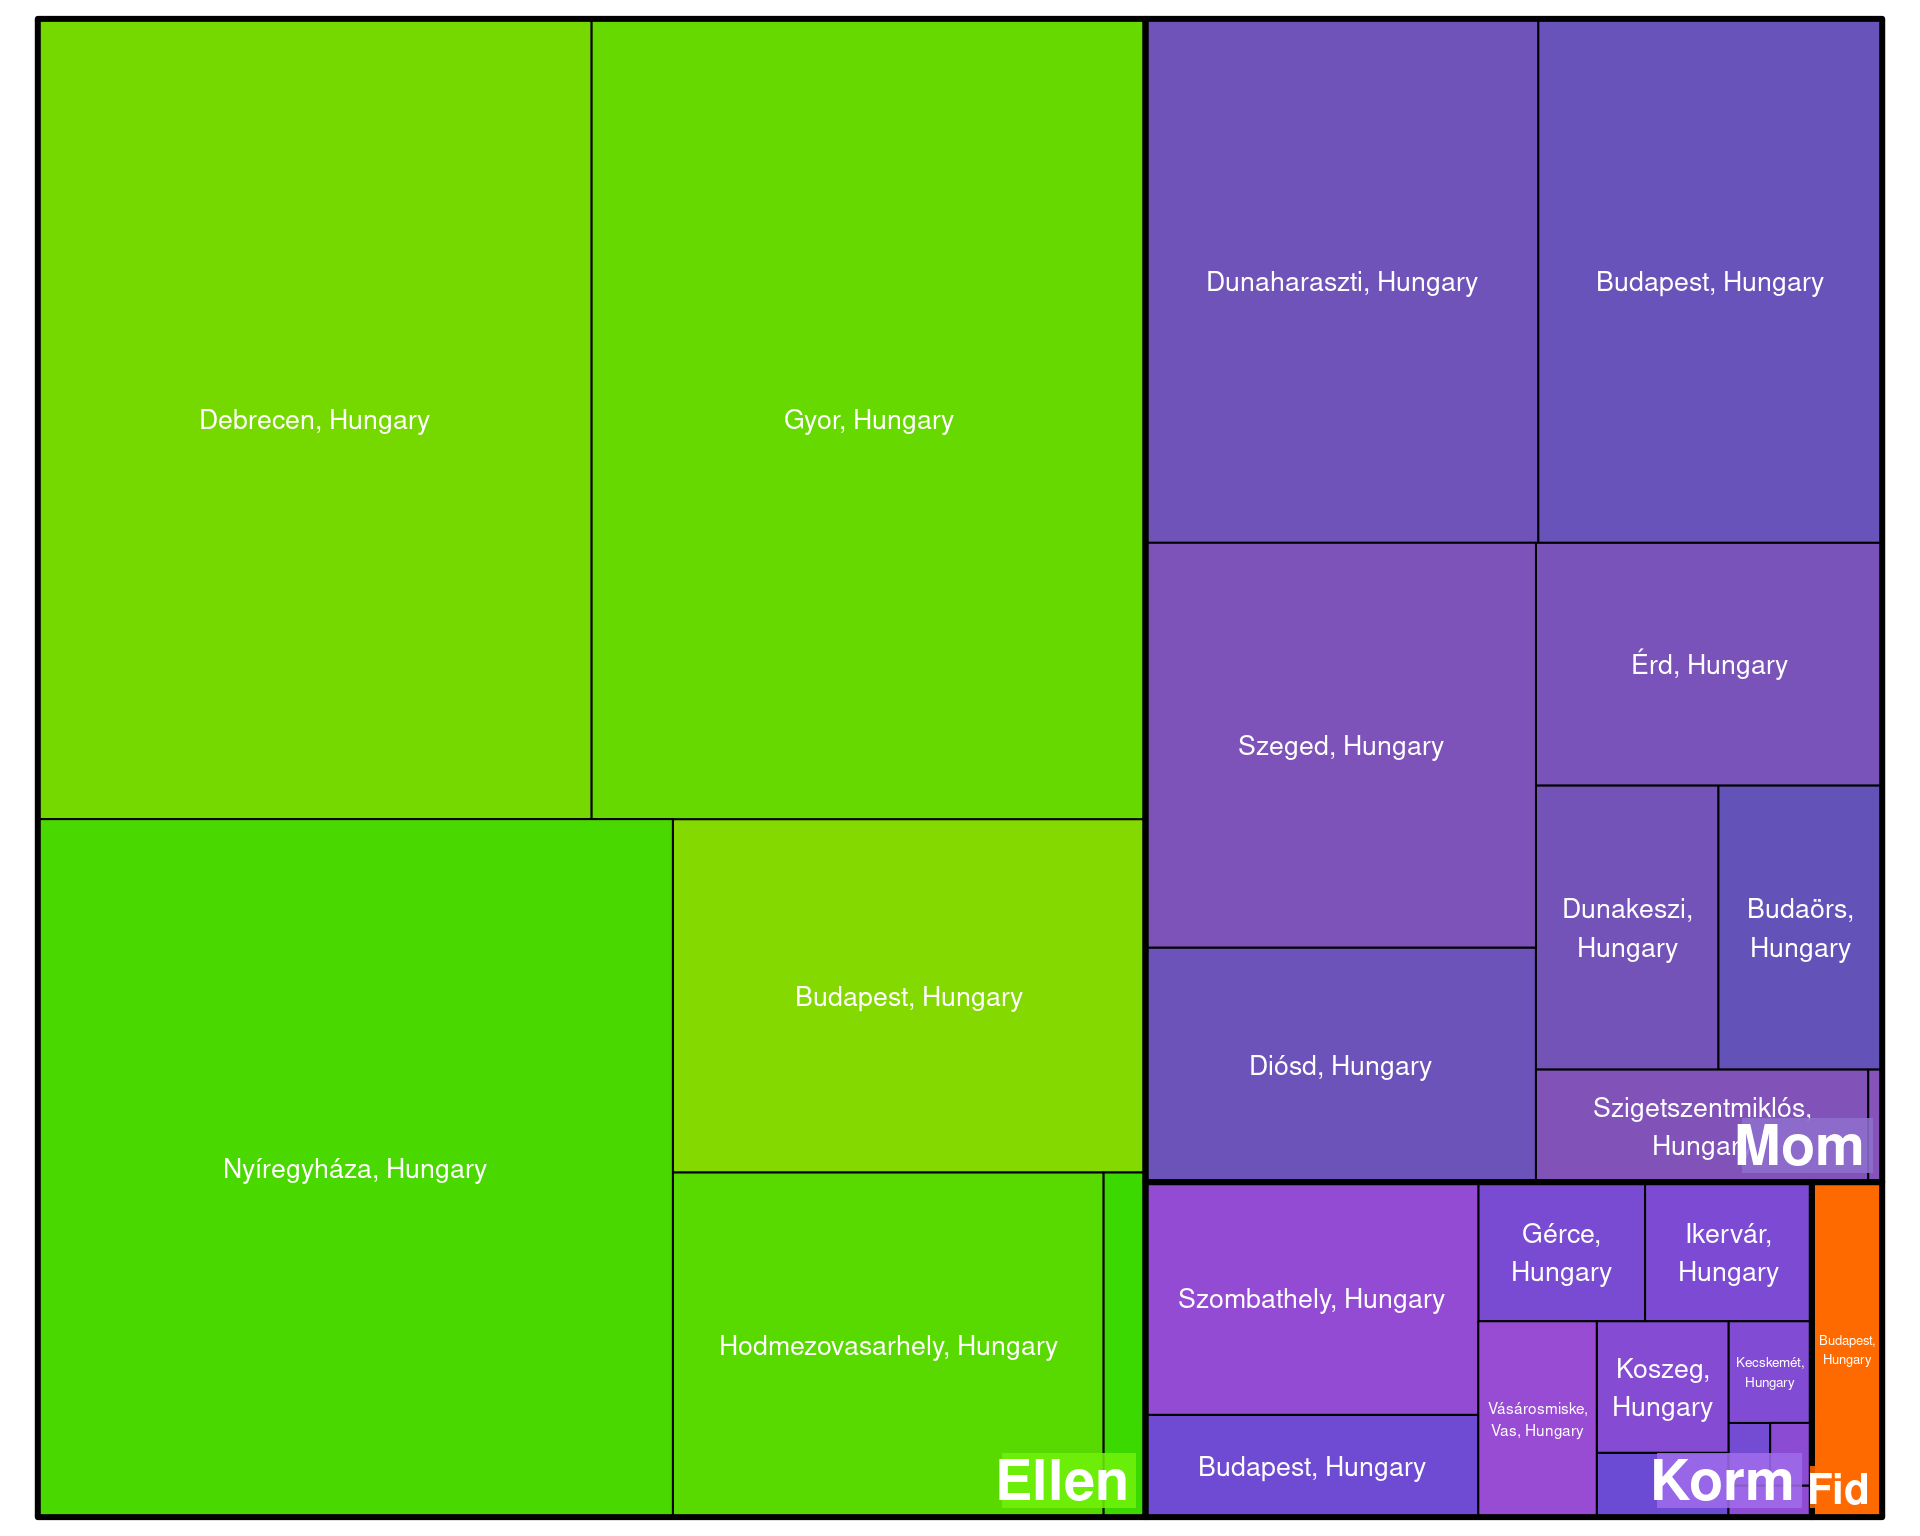 Debrecen, Hungary
Gyor, Hungary
Nyíregyháza, Hungary
Budapest, Hungary
Hodmezovasarhely, Hungary
Ellen
Dunaharaszti, Hungary
Budapest, Hungary
Szeged, Hungary
Érd, Hungary
Dunakeszi,
Hungary
Budaörs,
Hungary
Diósd, Hungary
Szigetszentmiklós,
Hungary
Mom
Szombathely, Hungary
Gérce,
Hungary
Ikervár,
Hungary
Vásárosmiske,
Vas, Hungary
Koszeg,
Hungary
Kecskemét,
Hungary
Budapest, Hungary
Korm
Budapest,
Hungary
Fid